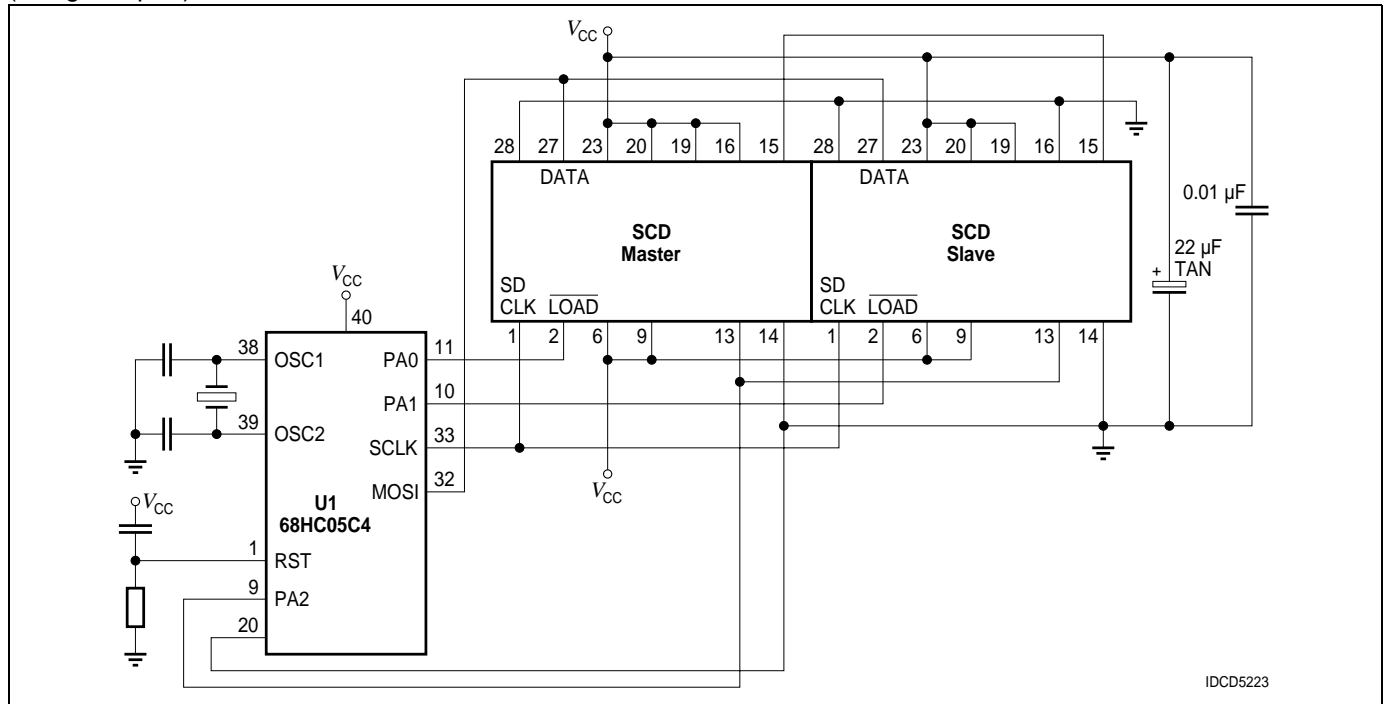 V_CC
28 27 23 20 19 16 15 28 27 23 20 19 16 15
DATA DATA
0.01 µF
SCD
Master
SCD
Slave
22 µF
+ TAN
SD
CLK LOAD
SD
CLK LOAD
1 2 6 9 13 14 1 2 6 9 13 14
V_CC
40
38 OSC1 PA0 11
PA1 10
39 OSC2
SCLK 33
MOSI 32
V_CC
V_CC
U1
68HC05C4
1 RST
9 PA2
20
IDCD5223